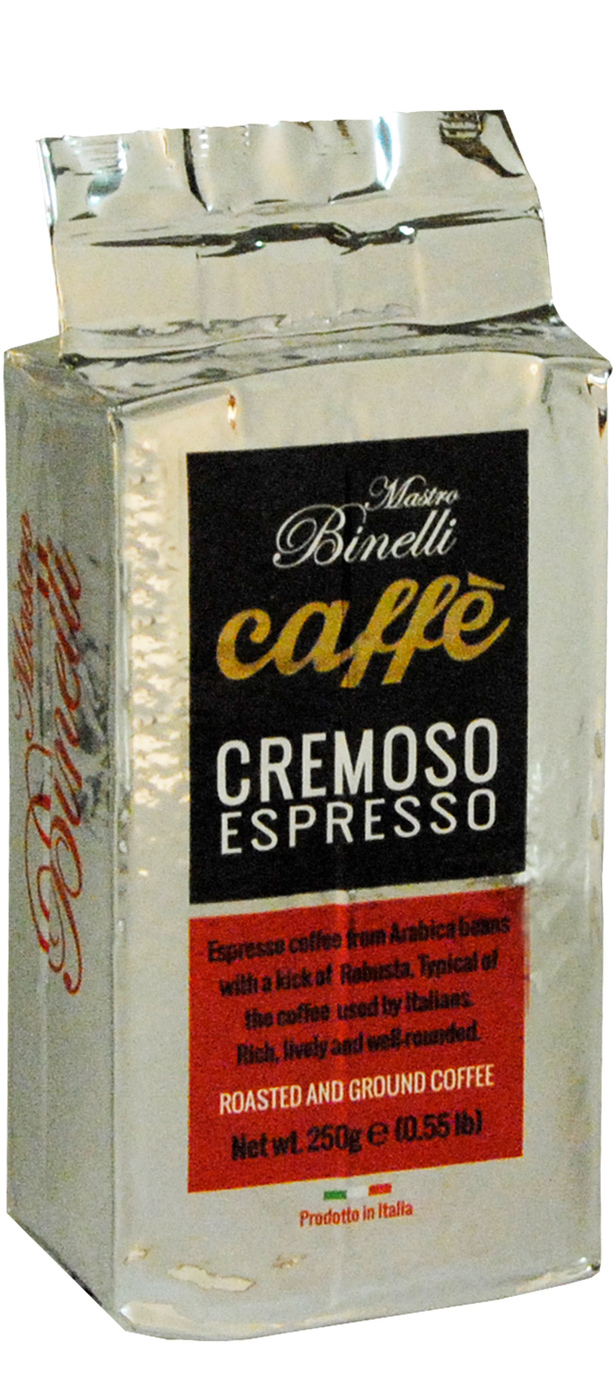 Mastro
Binelli
caffè
CREMOSO
ESPRESSO
Espresso coffee from Arabica beans
with a kick of Robusta. Typical of
the coffee used by Italians.
Rich, lively and well-rounded.
ROASTED AND GROUND COFFEE
Net wt. 250g ℮ (0.55 lb)
Prodotto in Italia
Mastro
Binelli